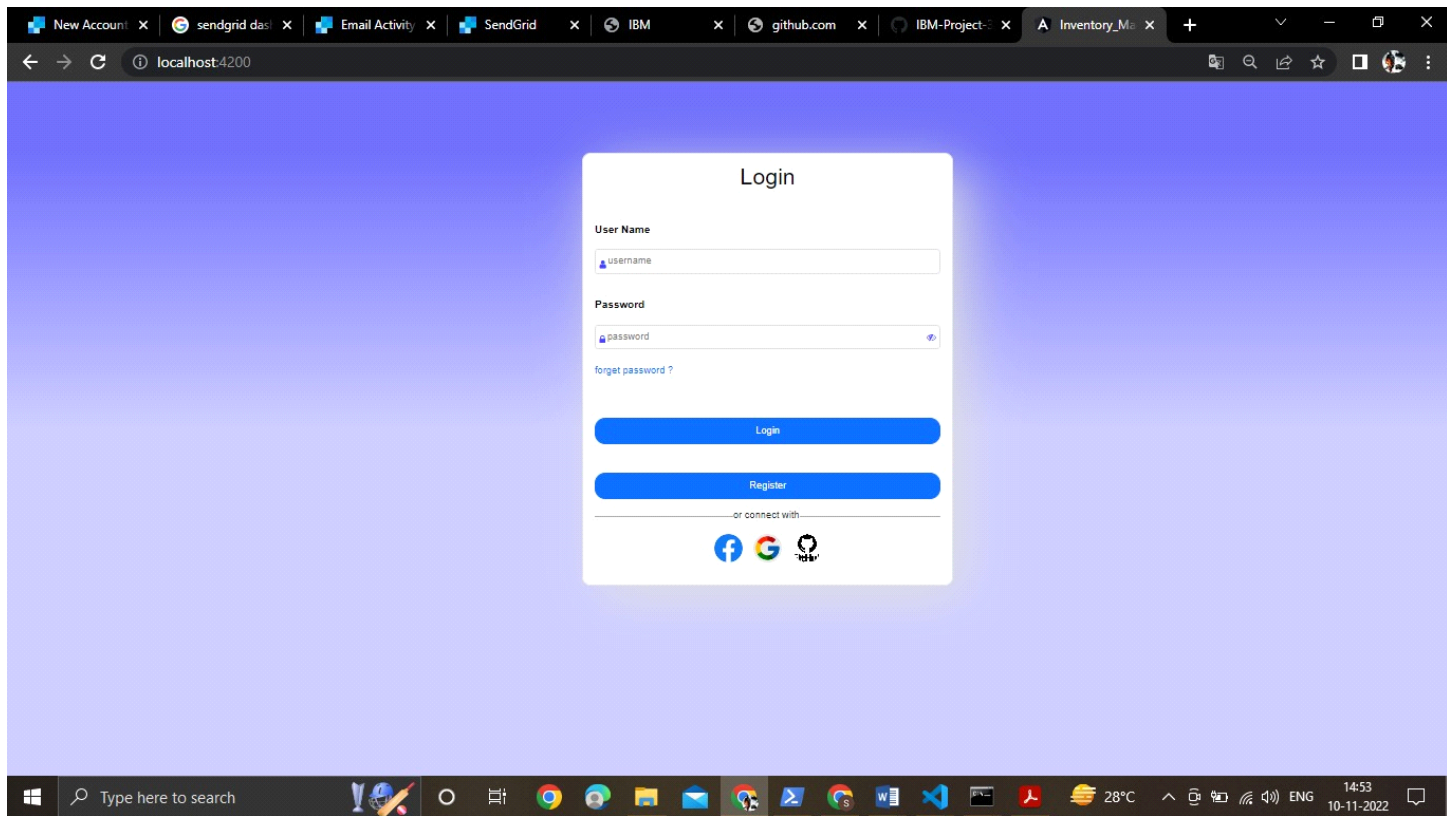 New Account
sendgrid das
Email Activity
SendGrid
IBM
github.com
IBM-Project-3
Inventory_Ma
localhost:4200
Login
User Name
username
Password
password
forget password ?
Login
Register
or connect with
Type here to search
28°C
ENG
14:53
10-11-2022